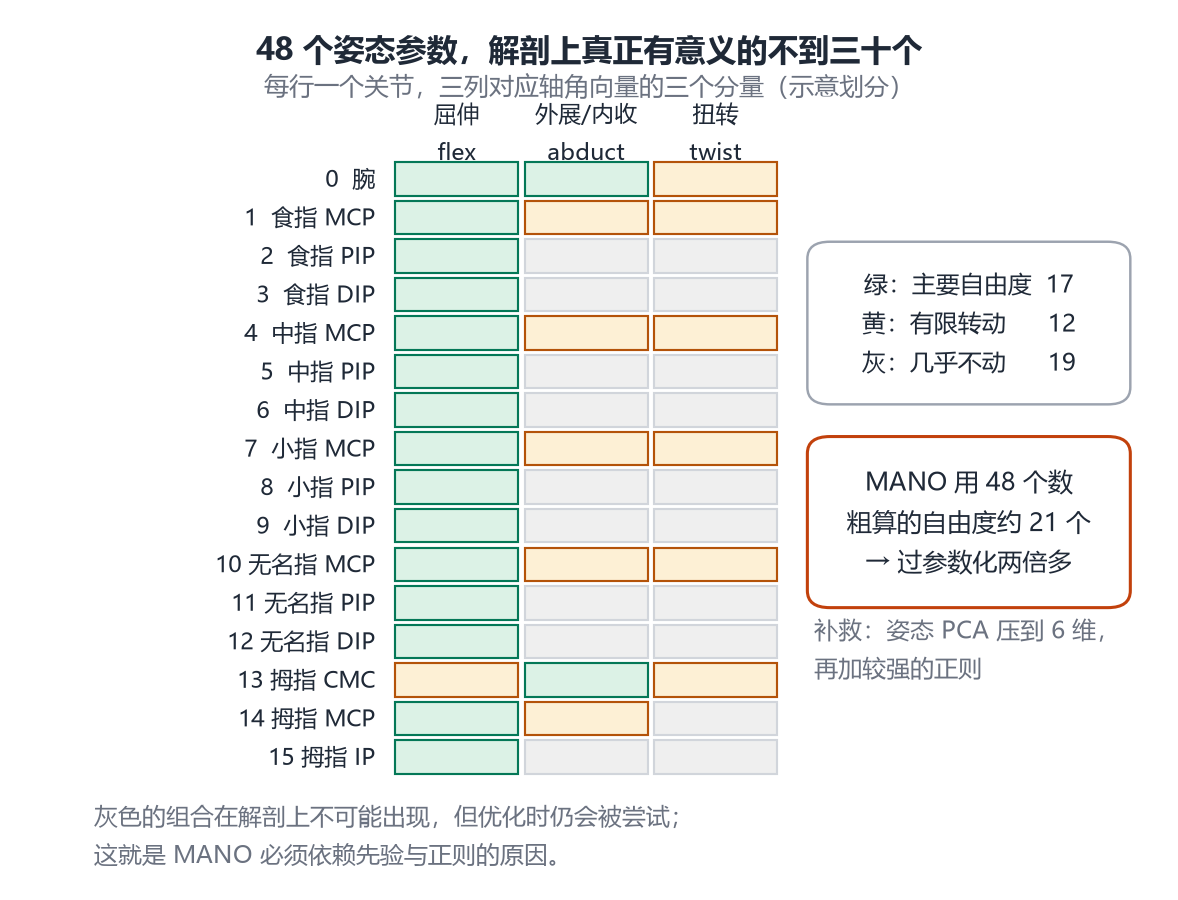 48 个姿态参数，解剖上真正有意义的不到三十个
每行一个关节，三列对应轴角向量的三个分量（示意划分）
屈伸 外展/内收 扭转
flex abduct twist
0 腕
1 食指 MCP
2 食指 PIP
3 食指 DIP
4 中指 MCP
5 中指 PIP
6 中指 DIP
7 小指 MCP
8 小指 PIP
9 小指 DIP
10 无名指 MCP
11 无名指 PIP
12 无名指 DIP
13 拇指 CMC
14 拇指 MCP
15 拇指 IP
绿：主要自由度 17
黄：有限转动 12
灰：几乎不动 19
MANO 用 48 个数
粗算的自由度约 21 个
→ 过参数化两倍多
补救：姿态 PCA 压到 6 维，
再加较强的正则
灰色的组合在解剖上不可能出现，但优化时仍会被尝试；
这就是 MANO 必须依赖先验与正则的原因。